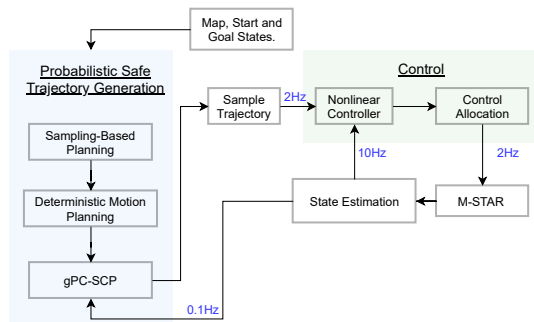 Map, Start and
Goal States.
Probabilistic Safe
Trajectory Generation
Control
Sample
Trajectory
2Hz
Nonlinear
Controller
Control
Allocation
Sampling-Based
Planning
10Hz
2Hz
Deterministic Motion
Planning
State Estimation
M-STAR
gPC-SCP
0.1Hz